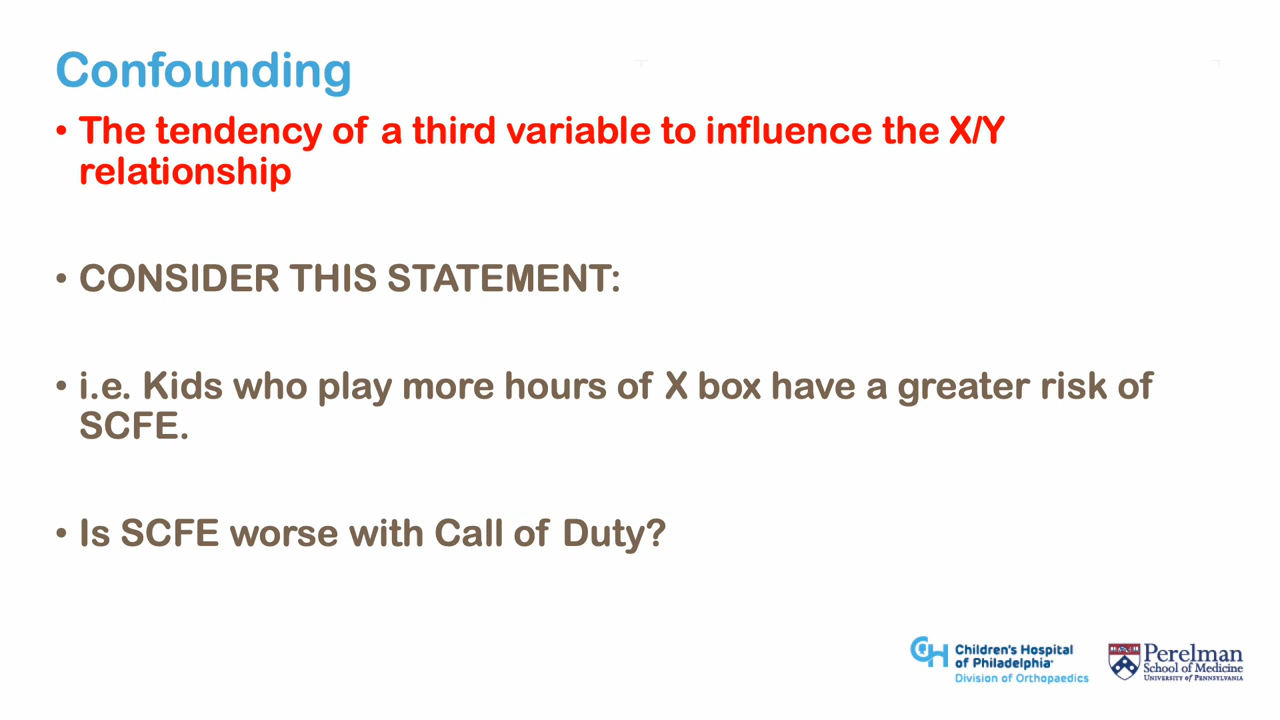 Confounding
• The tendency of a third variable to influence the X/Y
relationship
• CONSIDER THIS STATEMENT:
• i.e. Kids who play more hours of X box have a greater risk of
SCFE.
• Is SCFE worse with Call of Duty?
Children's Hospital
of Philadelphia
Division of Orthopaedics
Perelman
School of Medicine
University of Pennsylvania